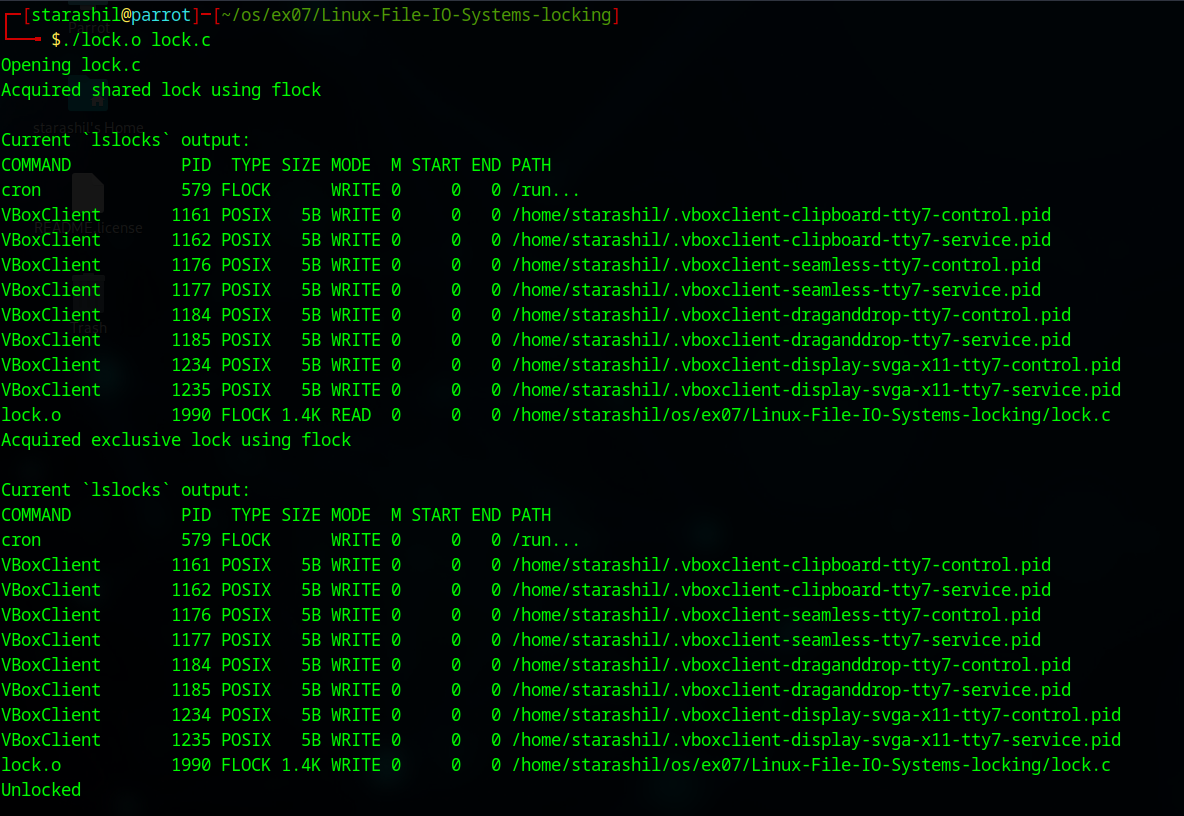 [starashil@parrot]-[~/os/ex07/Linux-File-IO-Systems-locking]
$./lock.o lock.c
Opening lock.c
Acquired shared lock using flock
starashil's Home
Current `lslocks` output:
COMMAND           PID  TYPE SIZE MODE  M START END PATH
cron              579 FLOCK      WRITE 0     0   0 /run...
VBoxClient       1161 POSIX   5B WRITE 0     0   0 /home/starashil/.vboxclient-clipboard-tty7-control.pid
README.license
VBoxClient       1162 POSIX   5B WRITE 0     0   0 /home/starashil/.vboxclient-clipboard-tty7-service.pid
VBoxClient       1176 POSIX   5B WRITE 0     0   0 /home/starashil/.vboxclient-seamless-tty7-control.pid
VBoxClient       1177 POSIX   5B WRITE 0     0   0 /home/starashil/.vboxclient-seamless-tty7-service.pid
VBoxClient       1184 POSIX   5B WRITE 0     0   0 /home/starashil/.vboxclient-draganddrop-tty7-control.pid
Trash
VBoxClient       1185 POSIX   5B WRITE 0     0   0 /home/starashil/.vboxclient-draganddrop-tty7-service.pid
VBoxClient       1234 POSIX   5B WRITE 0     0   0 /home/starashil/.vboxclient-display-svga-x11-tty7-control.pid
VBoxClient       1235 POSIX   5B WRITE 0     0   0 /home/starashil/.vboxclient-display-svga-x11-tty7-service.pid
lock.o           1990 FLOCK 1.4K READ  0     0   0 /home/starashil/os/ex07/Linux-File-IO-Systems-locking/lock.c
Acquired exclusive lock using flock
Current `lslocks` output:
COMMAND           PID  TYPE SIZE MODE  M START END PATH
cron              579 FLOCK      WRITE 0     0   0 /run...
VBoxClient       1161 POSIX   5B WRITE 0     0   0 /home/starashil/.vboxclient-clipboard-tty7-control.pid
VBoxClient       1162 POSIX   5B WRITE 0     0   0 /home/starashil/.vboxclient-clipboard-tty7-service.pid
VBoxClient       1176 POSIX   5B WRITE 0     0   0 /home/starashil/.vboxclient-seamless-tty7-control.pid
VBoxClient       1177 POSIX   5B WRITE 0     0   0 /home/starashil/.vboxclient-seamless-tty7-service.pid
VBoxClient       1184 POSIX   5B WRITE 0     0   0 /home/starashil/.vboxclient-draganddrop-tty7-control.pid
VBoxClient       1185 POSIX   5B WRITE 0     0   0 /home/starashil/.vboxclient-draganddrop-tty7-service.pid
VBoxClient       1234 POSIX   5B WRITE 0     0   0 /home/starashil/.vboxclient-display-svga-x11-tty7-control.pid
VBoxClient       1235 POSIX   5B WRITE 0     0   0 /home/starashil/.vboxclient-display-svga-x11-tty7-service.pid
lock.o           1990 FLOCK 1.4K WRITE 0     0   0 /home/starashil/os/ex07/Linux-File-IO-Systems-locking/lock.c
Unlocked